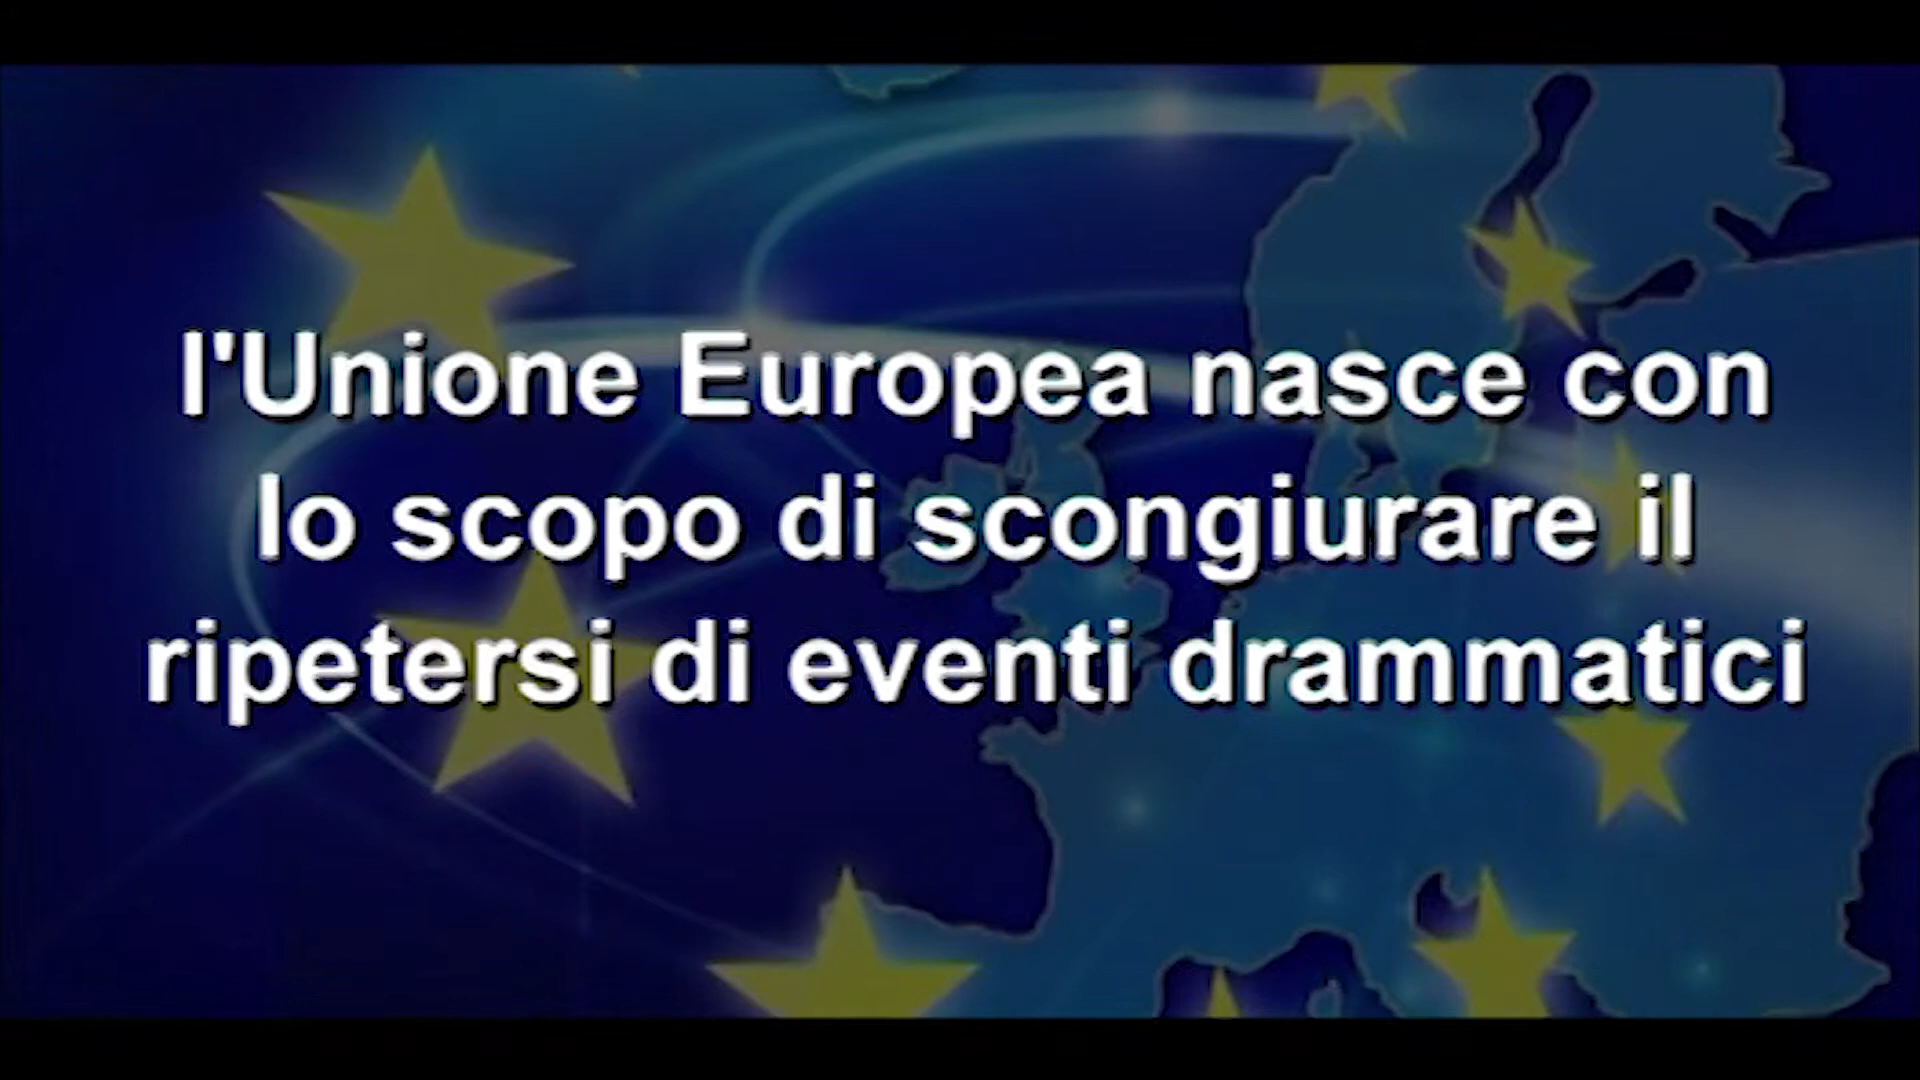 l'Unione Europea nasce con
lo scopo di scongiurare il
ripetersi di eventi drammatici